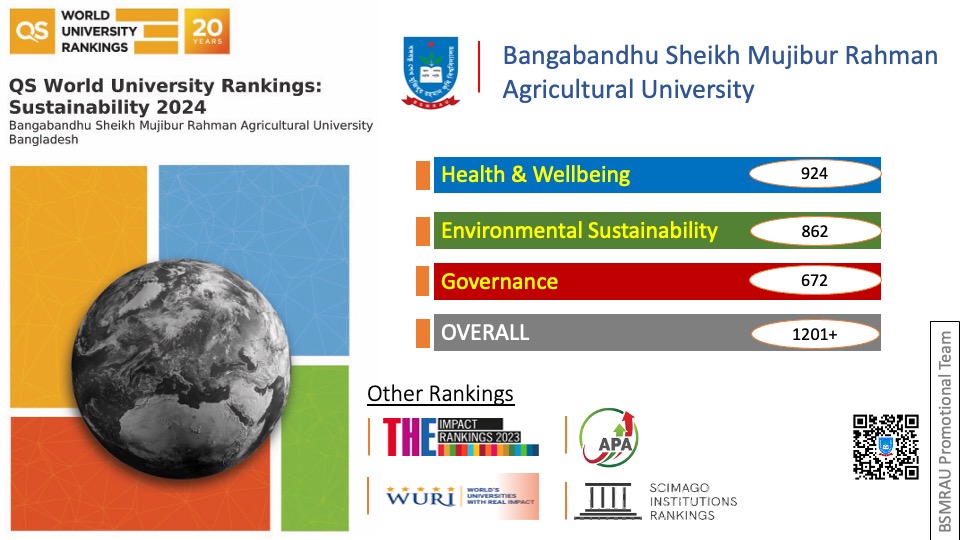 QS
WORLD
UNIVERSITY
RANKINGS
20
YEARS
QS World University Rankings:
Sustainability 2024
Bangabandhu Sheikh Mujibur Rahman Agricultural University
Bangladesh
BSMRAU
Bangabandhu Sheikh Mujibur Rahman
Agricultural University
Health & Wellbeing 924
Environmental Sustainability 862
Governance 672
OVERALL 1201+
Other Rankings
THE IMPACT
RANKINGS 2023
APA
WURI WORLD'S
UNIVERSITIES
WITH REAL IMPACT
SCIMAGO
INSTITUTIONS
RANKINGS
BSMRAU Promotional Team